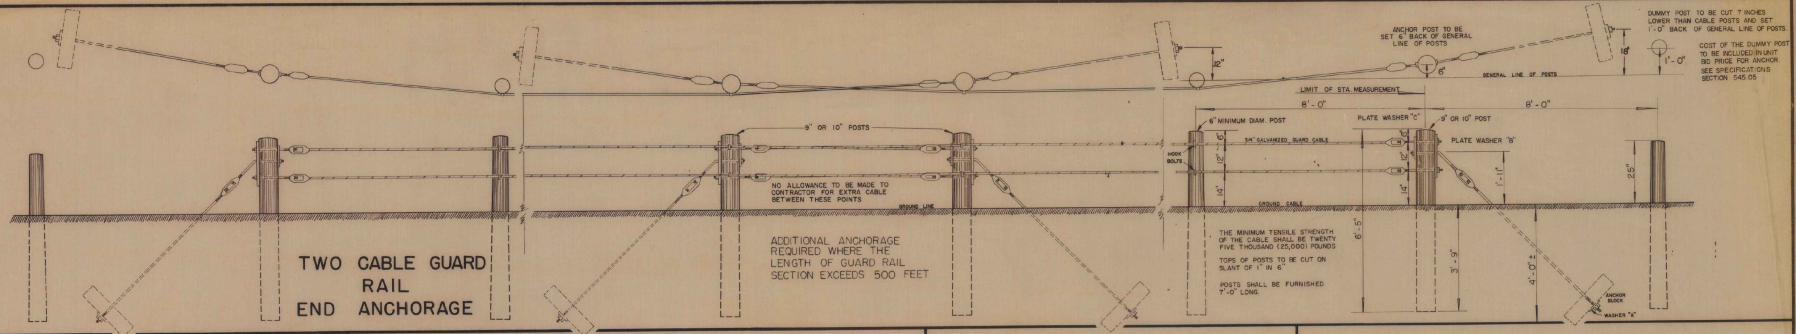 DUMMY POST TO BE CUT 7 INCHES
LOWER THAN CABLE POSTS AND SET
1'-0" BACK OF GENERAL LINE OF POSTS.
COST OF THE DUMMY POST
TO BE INCLUDED IN UNIT
BID PRICE FOR ANCHOR
SEE SPECIFICATIONS
SECTION 545.05
ANCHOR POST TO BE
SET 6" BACK OF GENERAL
LINE OF POSTS
18"
1'-0"
12"
6"
GENERAL LINE OF POSTS
LIMIT OF STA. MEASUREMENT
8'-0"
8'-0"
6" MINIMUM DIAM. POST
PLATE WASHER "C"
9" OR 10" POST
9" OR 10" POSTS
PLATE WASHER "B"
3/4" GALVANIZED GUARD CABLE
HOOK
BOLTS
6"
12"
14"
6"
12"
14"
1'-11"
25"
NO ALLOWANCE TO BE MADE TO
CONTRACTOR FOR EXTRA CABLE
BETWEEN THESE POINTS
GROUND LINE
GROUND CABLE
ADDITIONAL ANCHORAGE
REQUIRED WHERE THE
LENGTH OF GUARD RAIL
SECTION EXCEEDS 500 FEET
THE MINIMUM TENSILE STRENGTH
OF THE CABLE SHALL BE TWENTY
FIVE THOUSAND (25,000) POUNDS
TOPS OF POSTS TO BE CUT ON
SLANT OF 1" IN 6"
POSTS SHALL BE FURNISHED
7'-0" LONG.
6'-5"
3'-9"
4'-0"±
ANCHOR
BLOCK
WASHER "A"
TWO CABLE GUARD
RAIL
END ANCHORAGE